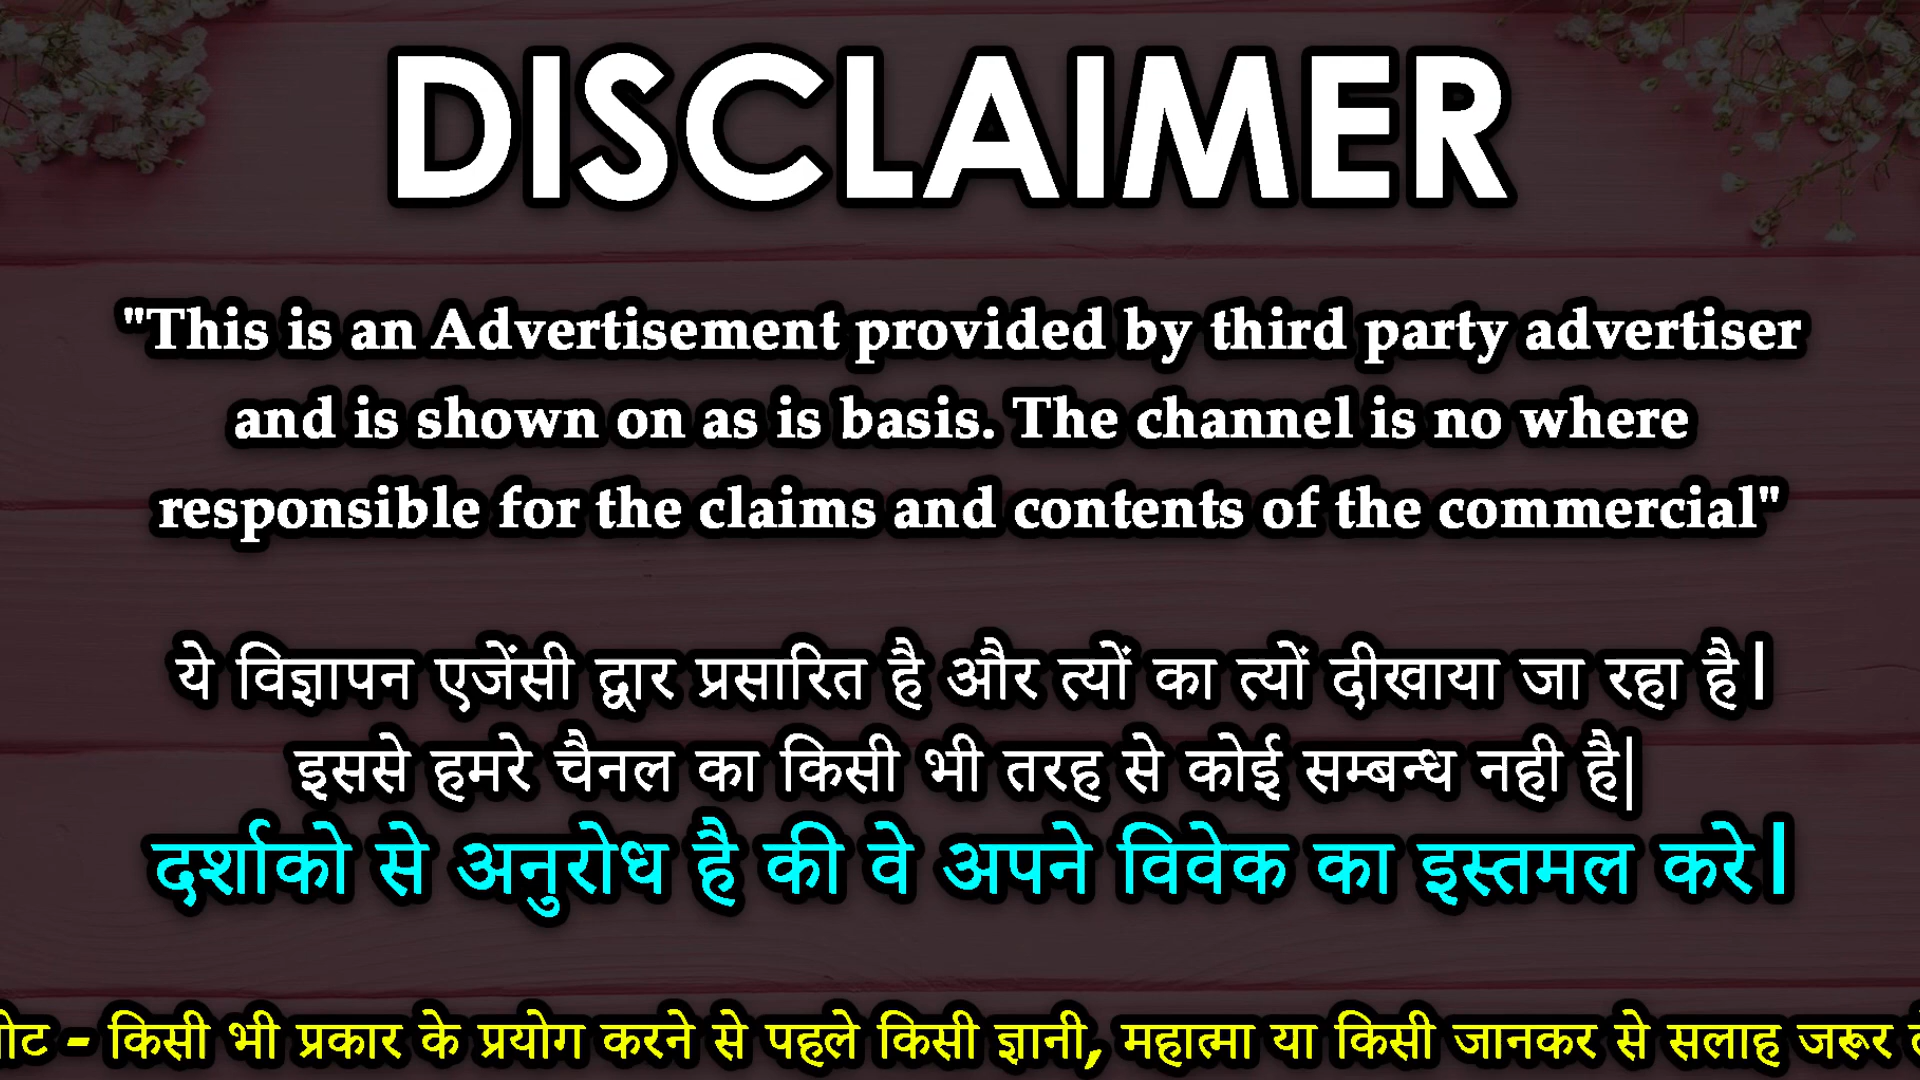 DISCLAIMER
"This is an Advertisement provided by third party advertiser
and is shown on as is basis. The channel is no where
responsible for the claims and contents of the commercial"
ये विज्ञापन एजेंसी द्वार प्रसारित है और त्यों का त्यों दीखाया जा रहा है।
इससे हमरे चैनल का किसी भी तरह से कोई सम्बन्ध नही है|
दर्शाको से अनुरोध है की वे अपने विवेक का इस्तमल करे।
- किसी भी प्रकार के प्रयोग करने से पहले किसी ज्ञानी, महात्मा या किसी जानकर से सलाह जरूर